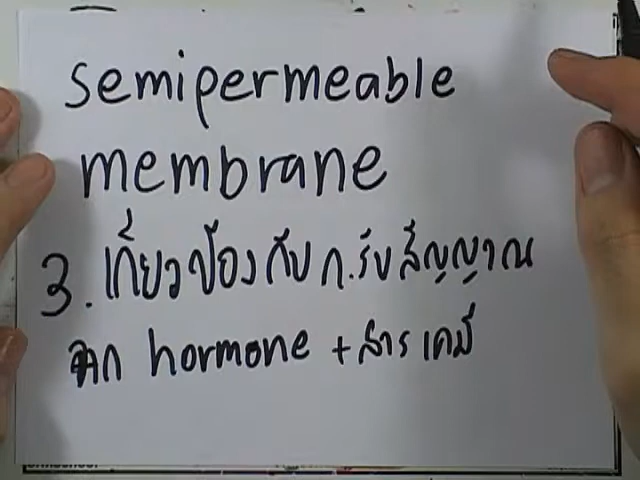 semipermeable
membrane
3. เกี่ยวข้องกับ ก.รับสัญญาณ
จาก hormone + สารเคมี